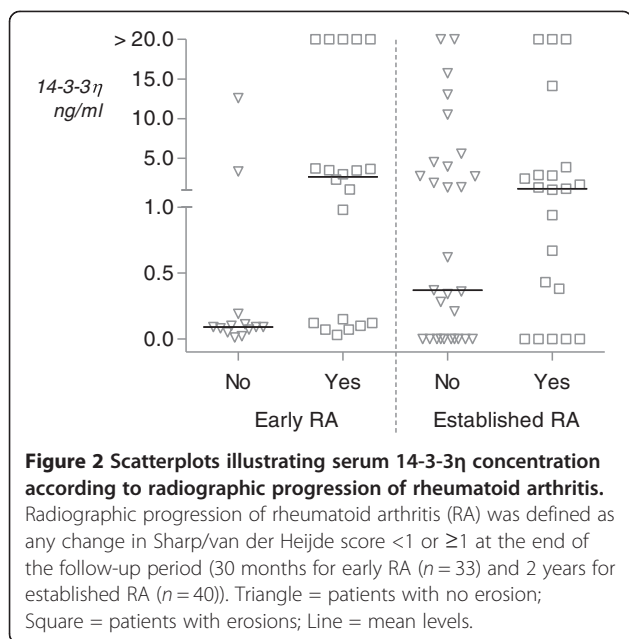 > 20.0
14-3-3η
ng/ml
15.0
10.0
5.0
1.0
0.5
0.0
No Yes No Yes
Early RA Established RA
Figure 2 Scatterplots illustrating serum 14-3-3η concentration
according to radiographic progression of rheumatoid arthritis.
Radiographic progression of rheumatoid arthritis (RA) was defined as
any change in Sharp/van der Heijde score <1 or ≥1 at the end of
the follow-up period (30 months for early RA (n = 33) and 2 years for
established RA (n = 40)). Triangle = patients with no erosion;
Square = patients with erosions; Line = mean levels.